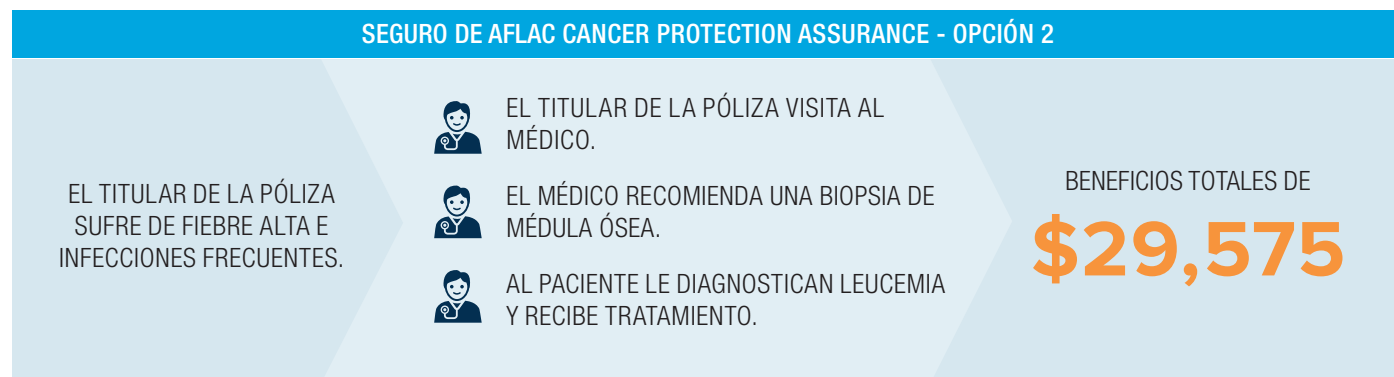 SEGURO DE AFLAC CANCER PROTECTION ASSURANCE - OPCIÓN 2
EL TITULAR DE LA PÓLIZA
SUFRE DE FIEBRE ALTA E
INFECCIONES FRECUENTES.
EL TITULAR DE LA PÓLIZA VISITA AL
MÉDICO.
EL MÉDICO RECOMIENDA UNA BIOPSIA DE
MÉDULA ÓSEA.
AL PACIENTE LE DIAGNOSTICAN LEUCEMIA
Y RECIBE TRATAMIENTO.
BENEFICIOS TOTALES DE
$29,575